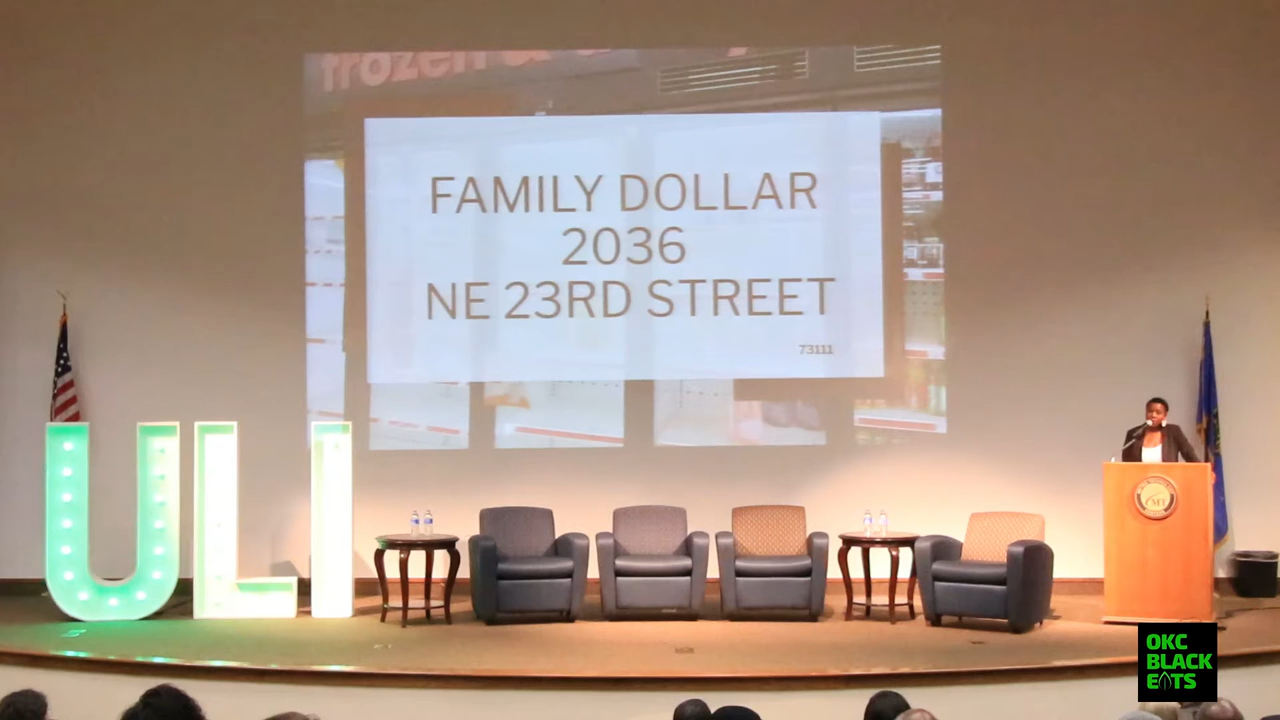 frozen &
FAMILY DOLLAR
2036
NE 23RD STREET
73111
ULI
OKC
BLACK
EATS